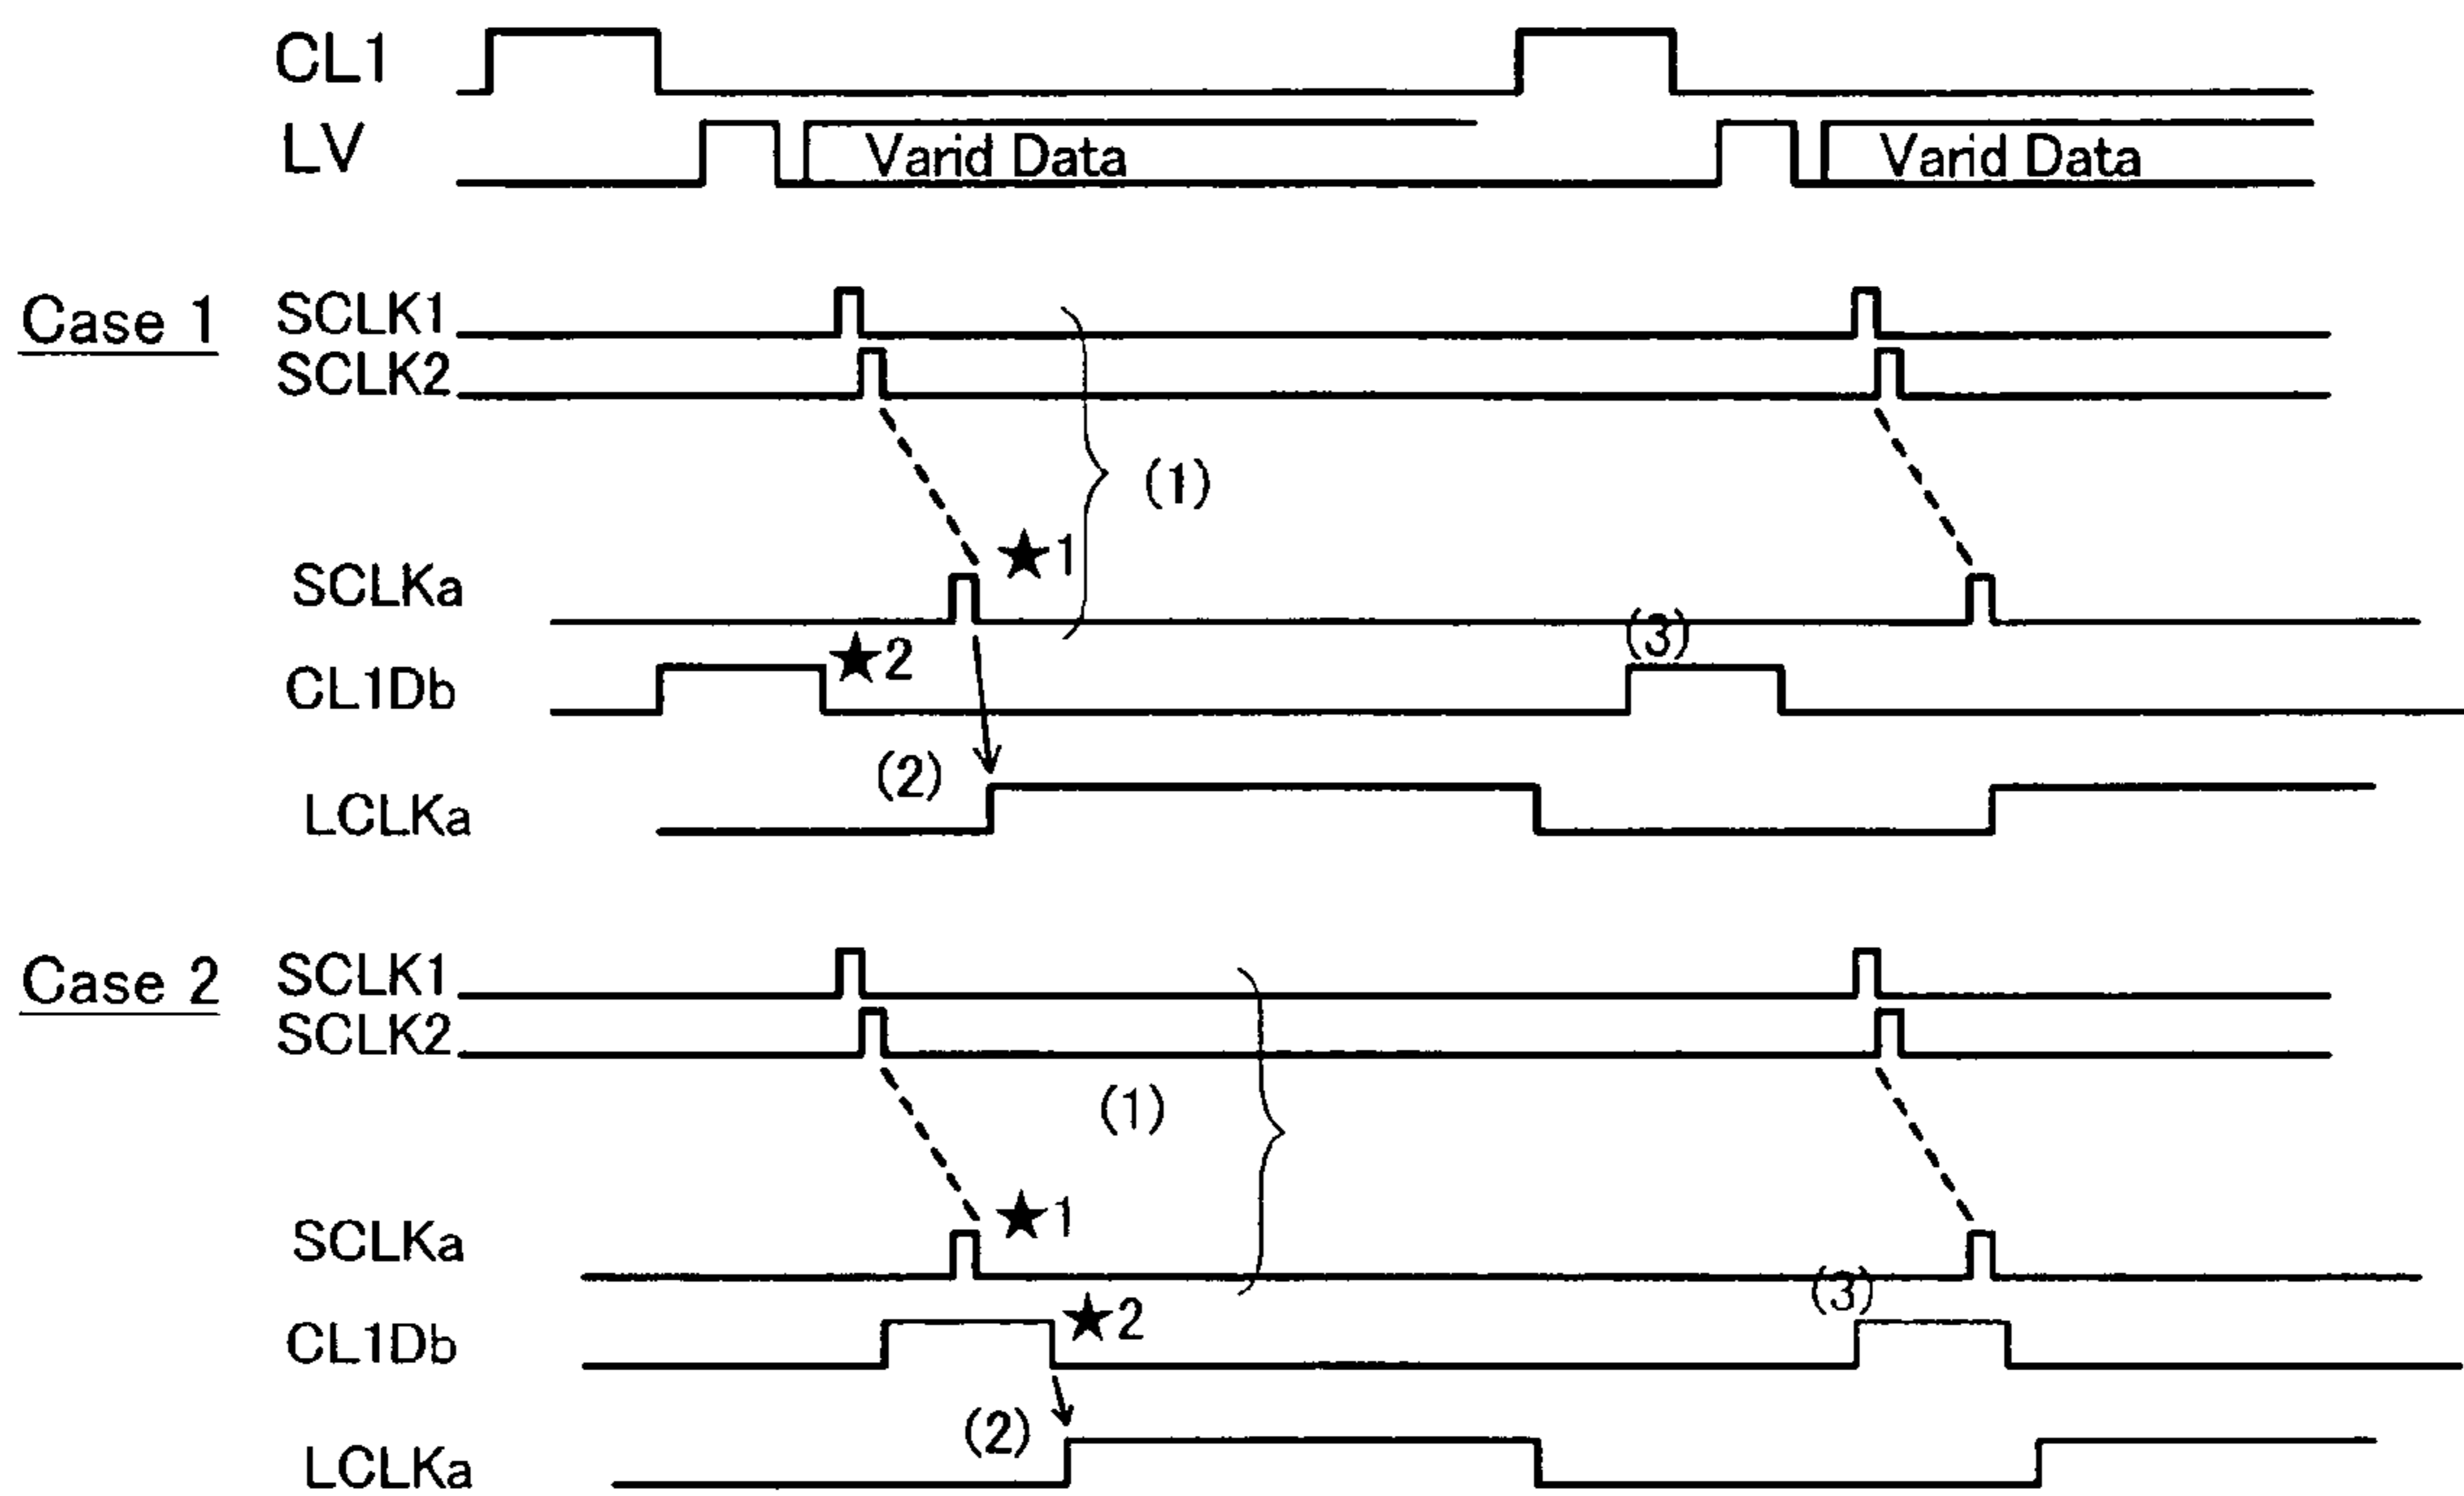 CL1
LV Varid Data Varid Data
Case 1 SCLK1
SCLK2
(1)
★1
SCLKa
(3)
★2
CL1Db
(2)
LCLKa
Case 2 SCLK1
SCLK2
(1)
★1
SCLKa
(3)
★2
CL1Db
(2)
LCLKa